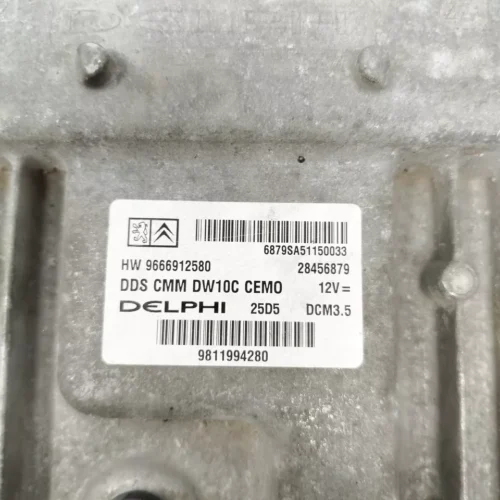 6879SA51150033
HW 9666912580 28456879
DDS CMM DW10C CEMO 12V=
DELPHI 25D5 DCM3.5
9811994280